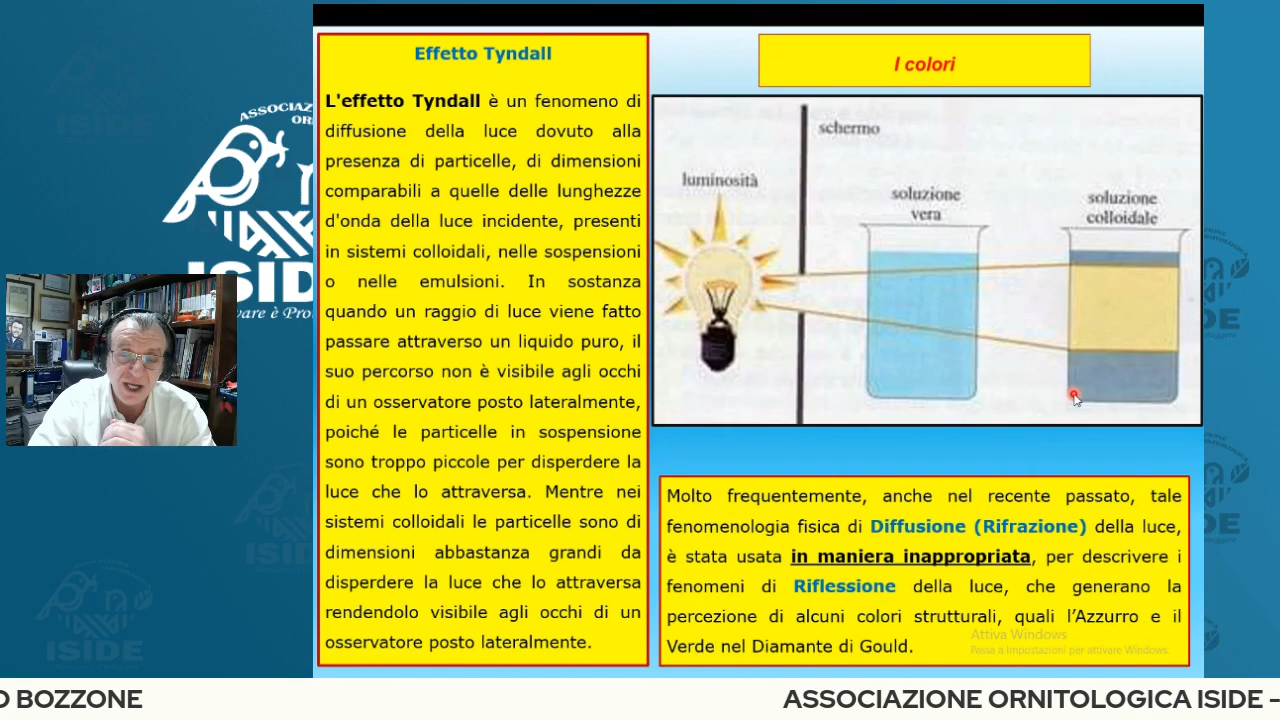 ASSOCIAZ
OR
ISID
vare è Pro
Effetto Tyndall
L'effetto Tyndall è un fenomeno di
diffusione della luce dovuto alla
presenza di particelle, di dimensioni
comparabili a quelle delle lunghezze
d'onda della luce incidente, presenti
in sistemi colloidali, nelle sospensioni
o nelle emulsioni. In sostanza
quando un raggio di luce viene fatto
passare attraverso un liquido puro, il
suo percorso non è visibile agli occhi
di un osservatore posto lateralmente,
poiché le particelle in sospensione
sono troppo piccole per disperdere la
luce che lo attraversa. Mentre nei
sistemi colloidali le particelle sono di
dimensioni abbastanza grandi da
disperdere la luce che lo attraversa
rendendolo visibile agli occhi di un
osservatore posto lateralmente.
I colori
schermo
luminosità
soluzione
vera
soluzione
colloidale
Molto frequentemente, anche nel recente passato, tale
fenomenologia fisica di Diffusione (Rifrazione) della luce,
è stata usata in maniera inappropriata, per descrivere i
fenomeni di Riflessione della luce, che generano la
percezione di alcuni colori strutturali, quali l’Azzurro e il
Verde nel Diamante di Gould.
Attiva Windows
Passa a Impostazioni per attivare Windows.
ISIDE
ISIDE
DE
DE
O BOZZONE
ASSOCIAZIONE ORNITOLOGICA ISIDE –